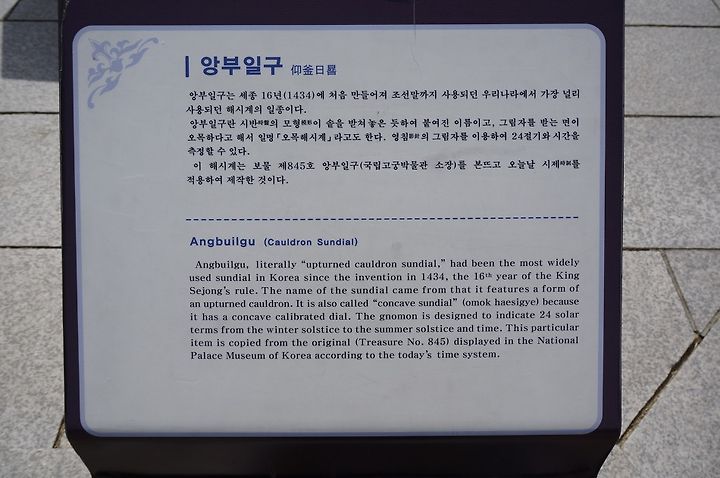 앙부일구 仰釜日晷
앙부일구는 세종 16년(1434)에 처음 만들어져 조선말까지 사용되던 우리나라에서 가장 널리
사용되던 해시계의 일종이다.
앙부일구란 시반時盤의 모형模形이 솥을 받쳐놓은 듯하여 붙여진 이름이고, 그림자를 받는 면이
오목하다고 해서 일명「오목해시계」라고도 한다. 영침影針의 그림자를 이용하여 24절기와 시간을
측정할 수 있다.
이 해시계는 보물 제845호 앙부일구(국립고궁박물관 소장)를 본뜨고 오늘날 시제時制를
적용하여 제작한 것이다.
Angbuilgu (Cauldron Sundial)
Angbuilgu, literally “upturned cauldron sundial,” had been the most widely
used sundial in Korea since the invention in 1434, the 16th year of the King
Sejong’s rule. The name of the sundial came from that it features a form of
an upturned cauldron. It is also called “concave sundial” (omok haesigye) because
it has a concave calibrated dial. The gnomon is designed to indicate 24 solar
terms from the winter solstice to the summer solstice and time. This particular
item is copied from the original (Treasure No. 845) displayed in the National
Palace Museum of Korea according to the today’s time system.